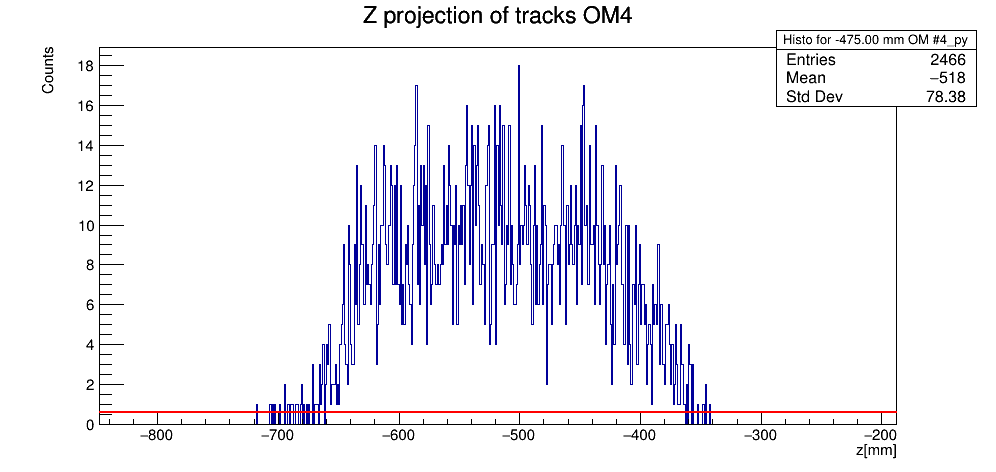 Z projection of tracks OM4
Histo for -475.00 mm OM #4_py
Entries 2466
Mean −518
Std Dev 78.38
Counts
18
16
14
12
10
8
6
4
2
0
−800 −700 −600 −500 −400 −300 −200
z[mm]